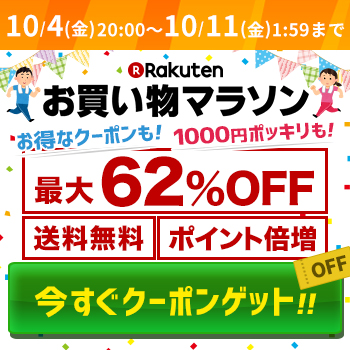 10/4(金)20:00〜10/11(金)1:59まで
R Rakuten
お買い物マラソン
お得なクーポンも! 1000円ポッキリも!
最大62%OFF
送料無料 ポイント倍増
OFF
今すぐクーポンゲット!!